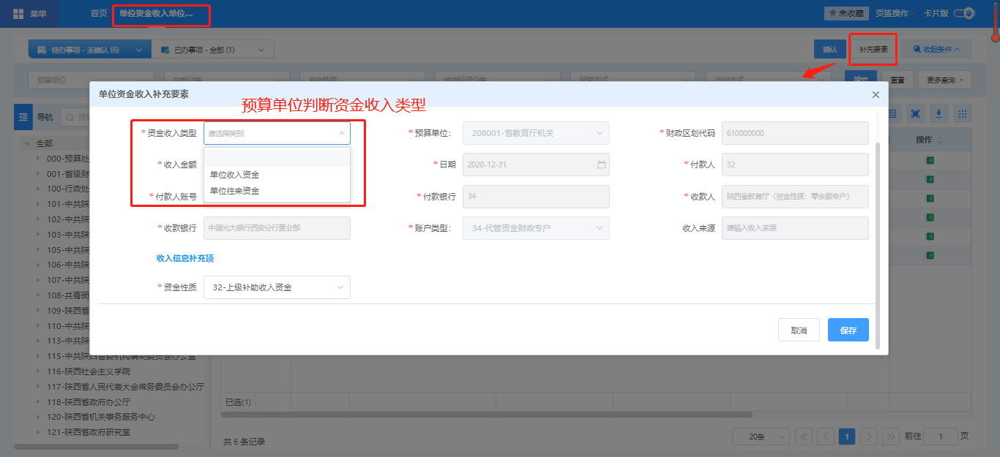 菜单
首页
单位资金收入单位...
未收藏
页签操作
卡片版
待办事项 - 未确认 (6)
已办事项 - 全部 (1)
确认
补充要素
收起条件
预算单位
重置
更多查询
单位资金收入补充要素
预算单位判断资金收入类型
导航
* 资金收入类型
请选择类别
* 预算单位:
208001-省教育厅机关
* 财政区划代码
610000000
操作
全部
000-预算处
* 收入金额
单位收入资金
* 日期
2020-12-31
* 付款人
32
001-省级财
100-行政处
单位往来资金
* 付款人账号
* 付款银行
34
* 收款人
陕西省教育厅（资金性质：零余额专户）
101-中共陕
102-中共陕
* 收款银行
中国光大银行西安分行营业部
* 账户类型:
34-代管资金财政专户
收入来源
请输入收入来源
103-中共陕
105-中共陕
收入信息补充项
106-中共陕
107-中共陕
* 资金性质
32-上级补助收入资金
108-共青团
109-陕西省
110-中共陕
取消
保存
113-中共陕
115-中共陕西省委机构编制委员会办公室
116-陕西社会主义学院
117-陕西省人民代表大会常务委员会办公厅
118-陕西省政府办公厅
已选(1)
120-陕西省机关事务服务中心
121-陕西省政府研究室
共 6 条记录
20条
1
前往
1
页